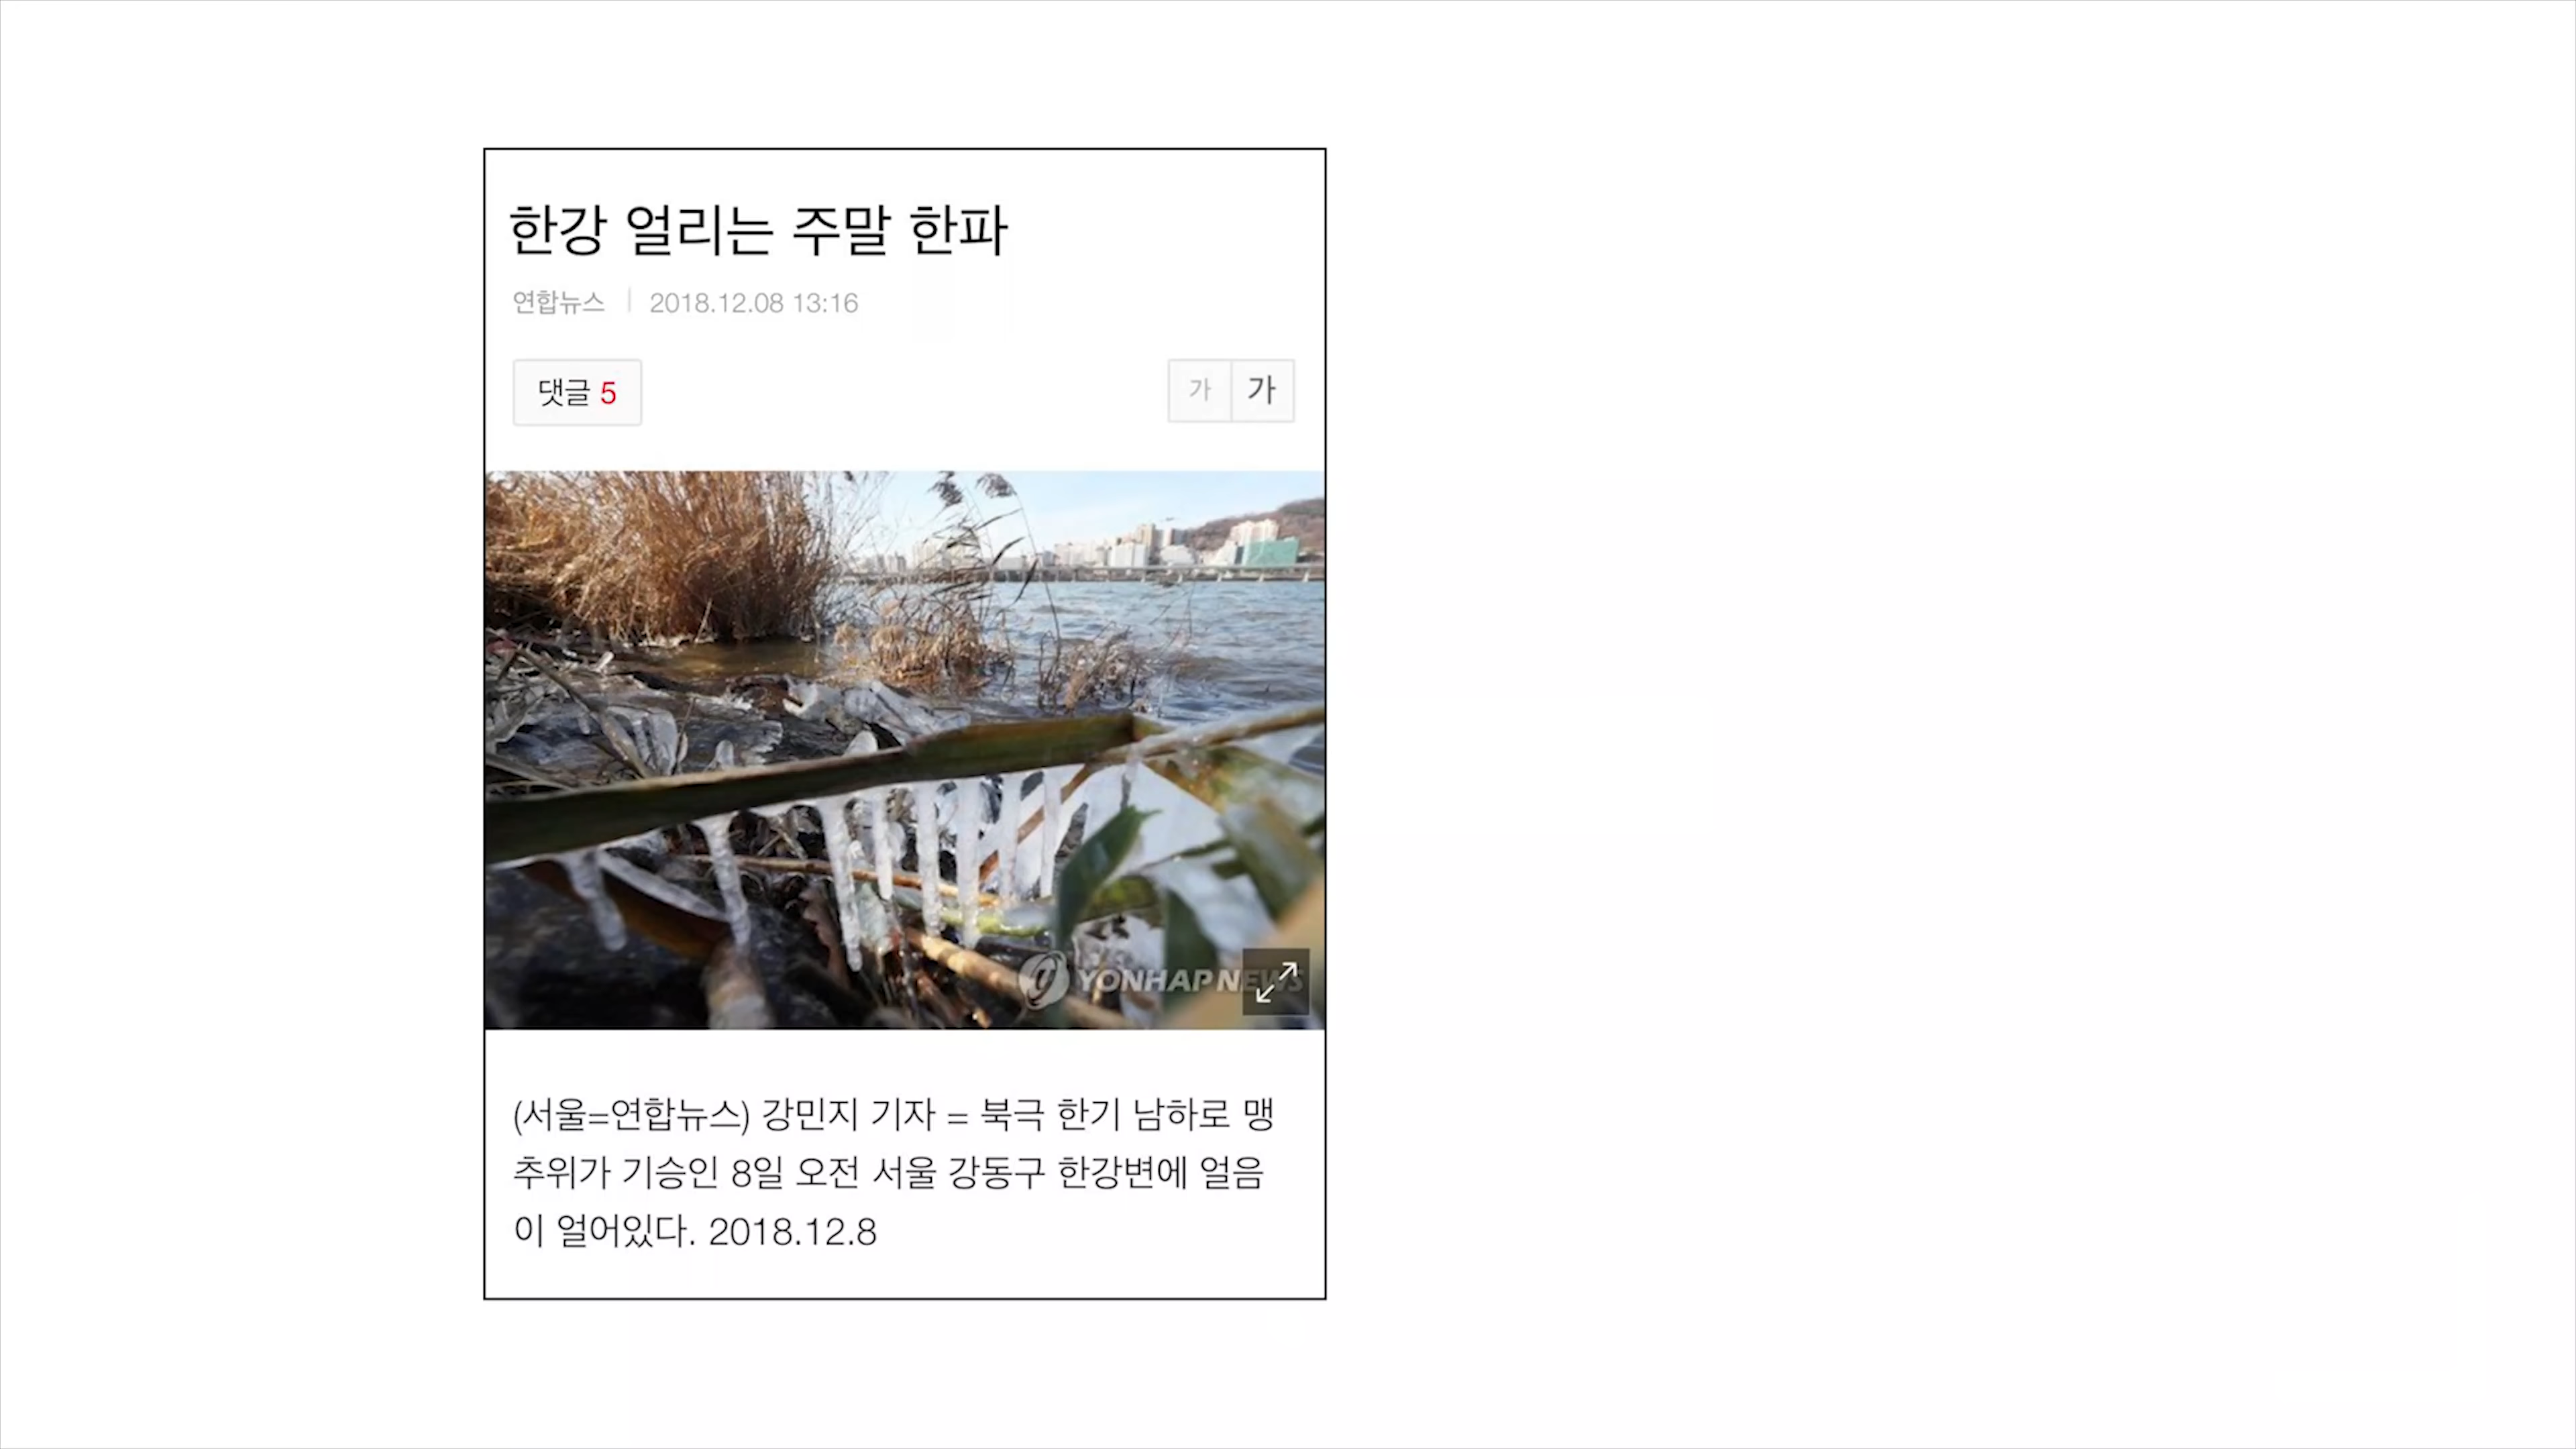 한강 얼리는 주말 한파
연합뉴스 | 2018.12.08 13:16
댓글 5
가 가
YONHAP NEWS
(서울=연합뉴스) 강민지 기자 = 북극 한기 남하로 맹
추위가 기승인 8일 오전 서울 강동구 한강변에 얼음
이 얼어있다. 2018.12.8